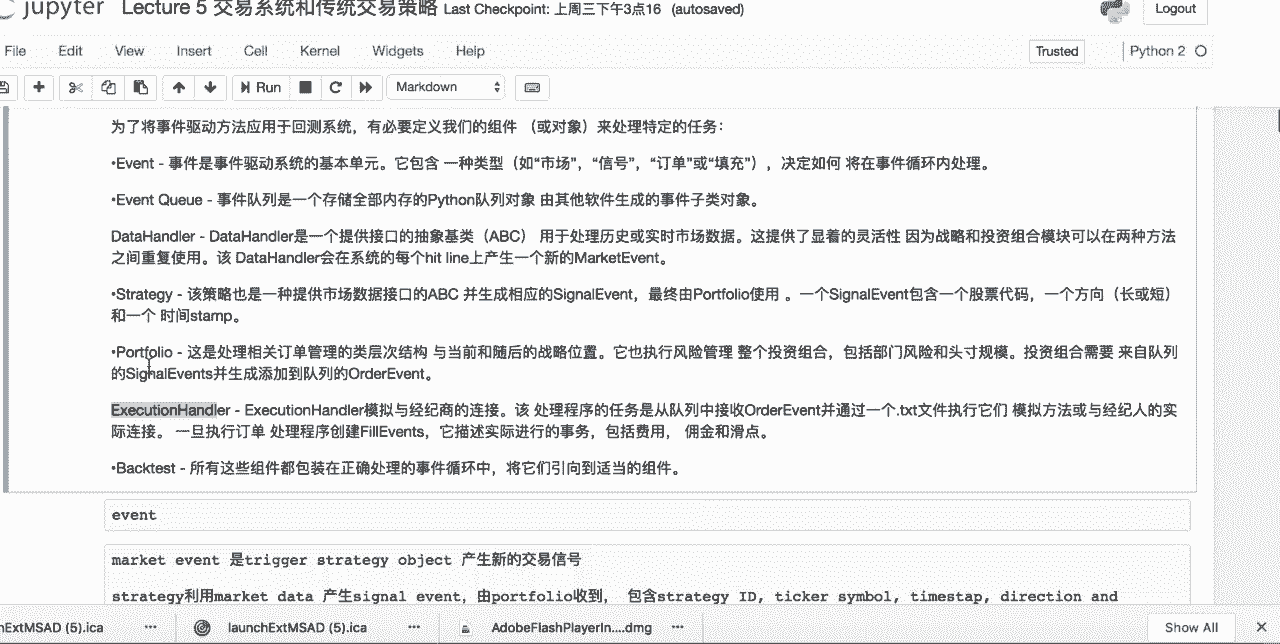 jupyter Lecture 5 交易系统和传统交易策略 Last Checkpoint: 上周三下午3点16 (autosaved)
Logout
File Edit View Insert Cell Kernel Widgets Help
Trusted Python 2
Run Markdown
为了将事件驱动方法应用于回测系统，有必要定义我们的组件 （或对象）来处理特定的任务：
•Event - 事件是事件驱动系统的基本单元。它包含 一种类型（如“市场”，“信号”，“订单”或“填充”），决定如何 将在事件循环内处理。
•Event Queue - 事件队列是一个存储全部内存的Python队列对象 由其他软件生成的事件子类对象。
DataHandler - DataHandler是一个提供接口的抽象基类（ABC） 用于处理历史或实时市场数据。这提供了显着的灵活性 因为战略和投资组合模块可以在两种方法
之间重复使用。该 DataHandler会在系统的每个hit line上产生一个新的MarketEvent。
•Strategy - 该策略也是一种提供市场数据接口的ABC 并生成相应的SignalEvent，最终由Portfolio使用 。一个SignalEvent包含一个股票代码，一个方向（长或短）
和一个 时间stamp。
•Portfolio - 这是处理相关订单管理的类层次结构 与当前和随后的战略位置。它也执行风险管理 整个投资组合，包括部门风险和头寸规模。投资组合需要 来自队列
的SignalEvents并生成添加到队列的OrderEvent。
ExecutionHandler - ExecutionHandler模拟与经纪商的连接。该 处理程序的任务是从队列中接收OrderEvent并通过一个.txt文件执行它们 模拟方法或与经纪人的实
际连接。 一旦执行订单 处理程序创建FillEvents，它描述实际进行的事务，包括费用， 佣金和滑点。
•Backtest - 所有这些组件都包装在正确处理的事件循环中，将它们引向到适当的组件。
event
market event 是trigger strategy object 产生新的交易信号
strategy利用market data 产生signal event，由portfolio收到， 包含strategy ID, ticker symbol, timestap, direction and
hExtMSAD (5).ica ... launchExtMSAD (5).ica ... AdobeFlashPlayerIn....dmg ... Show All